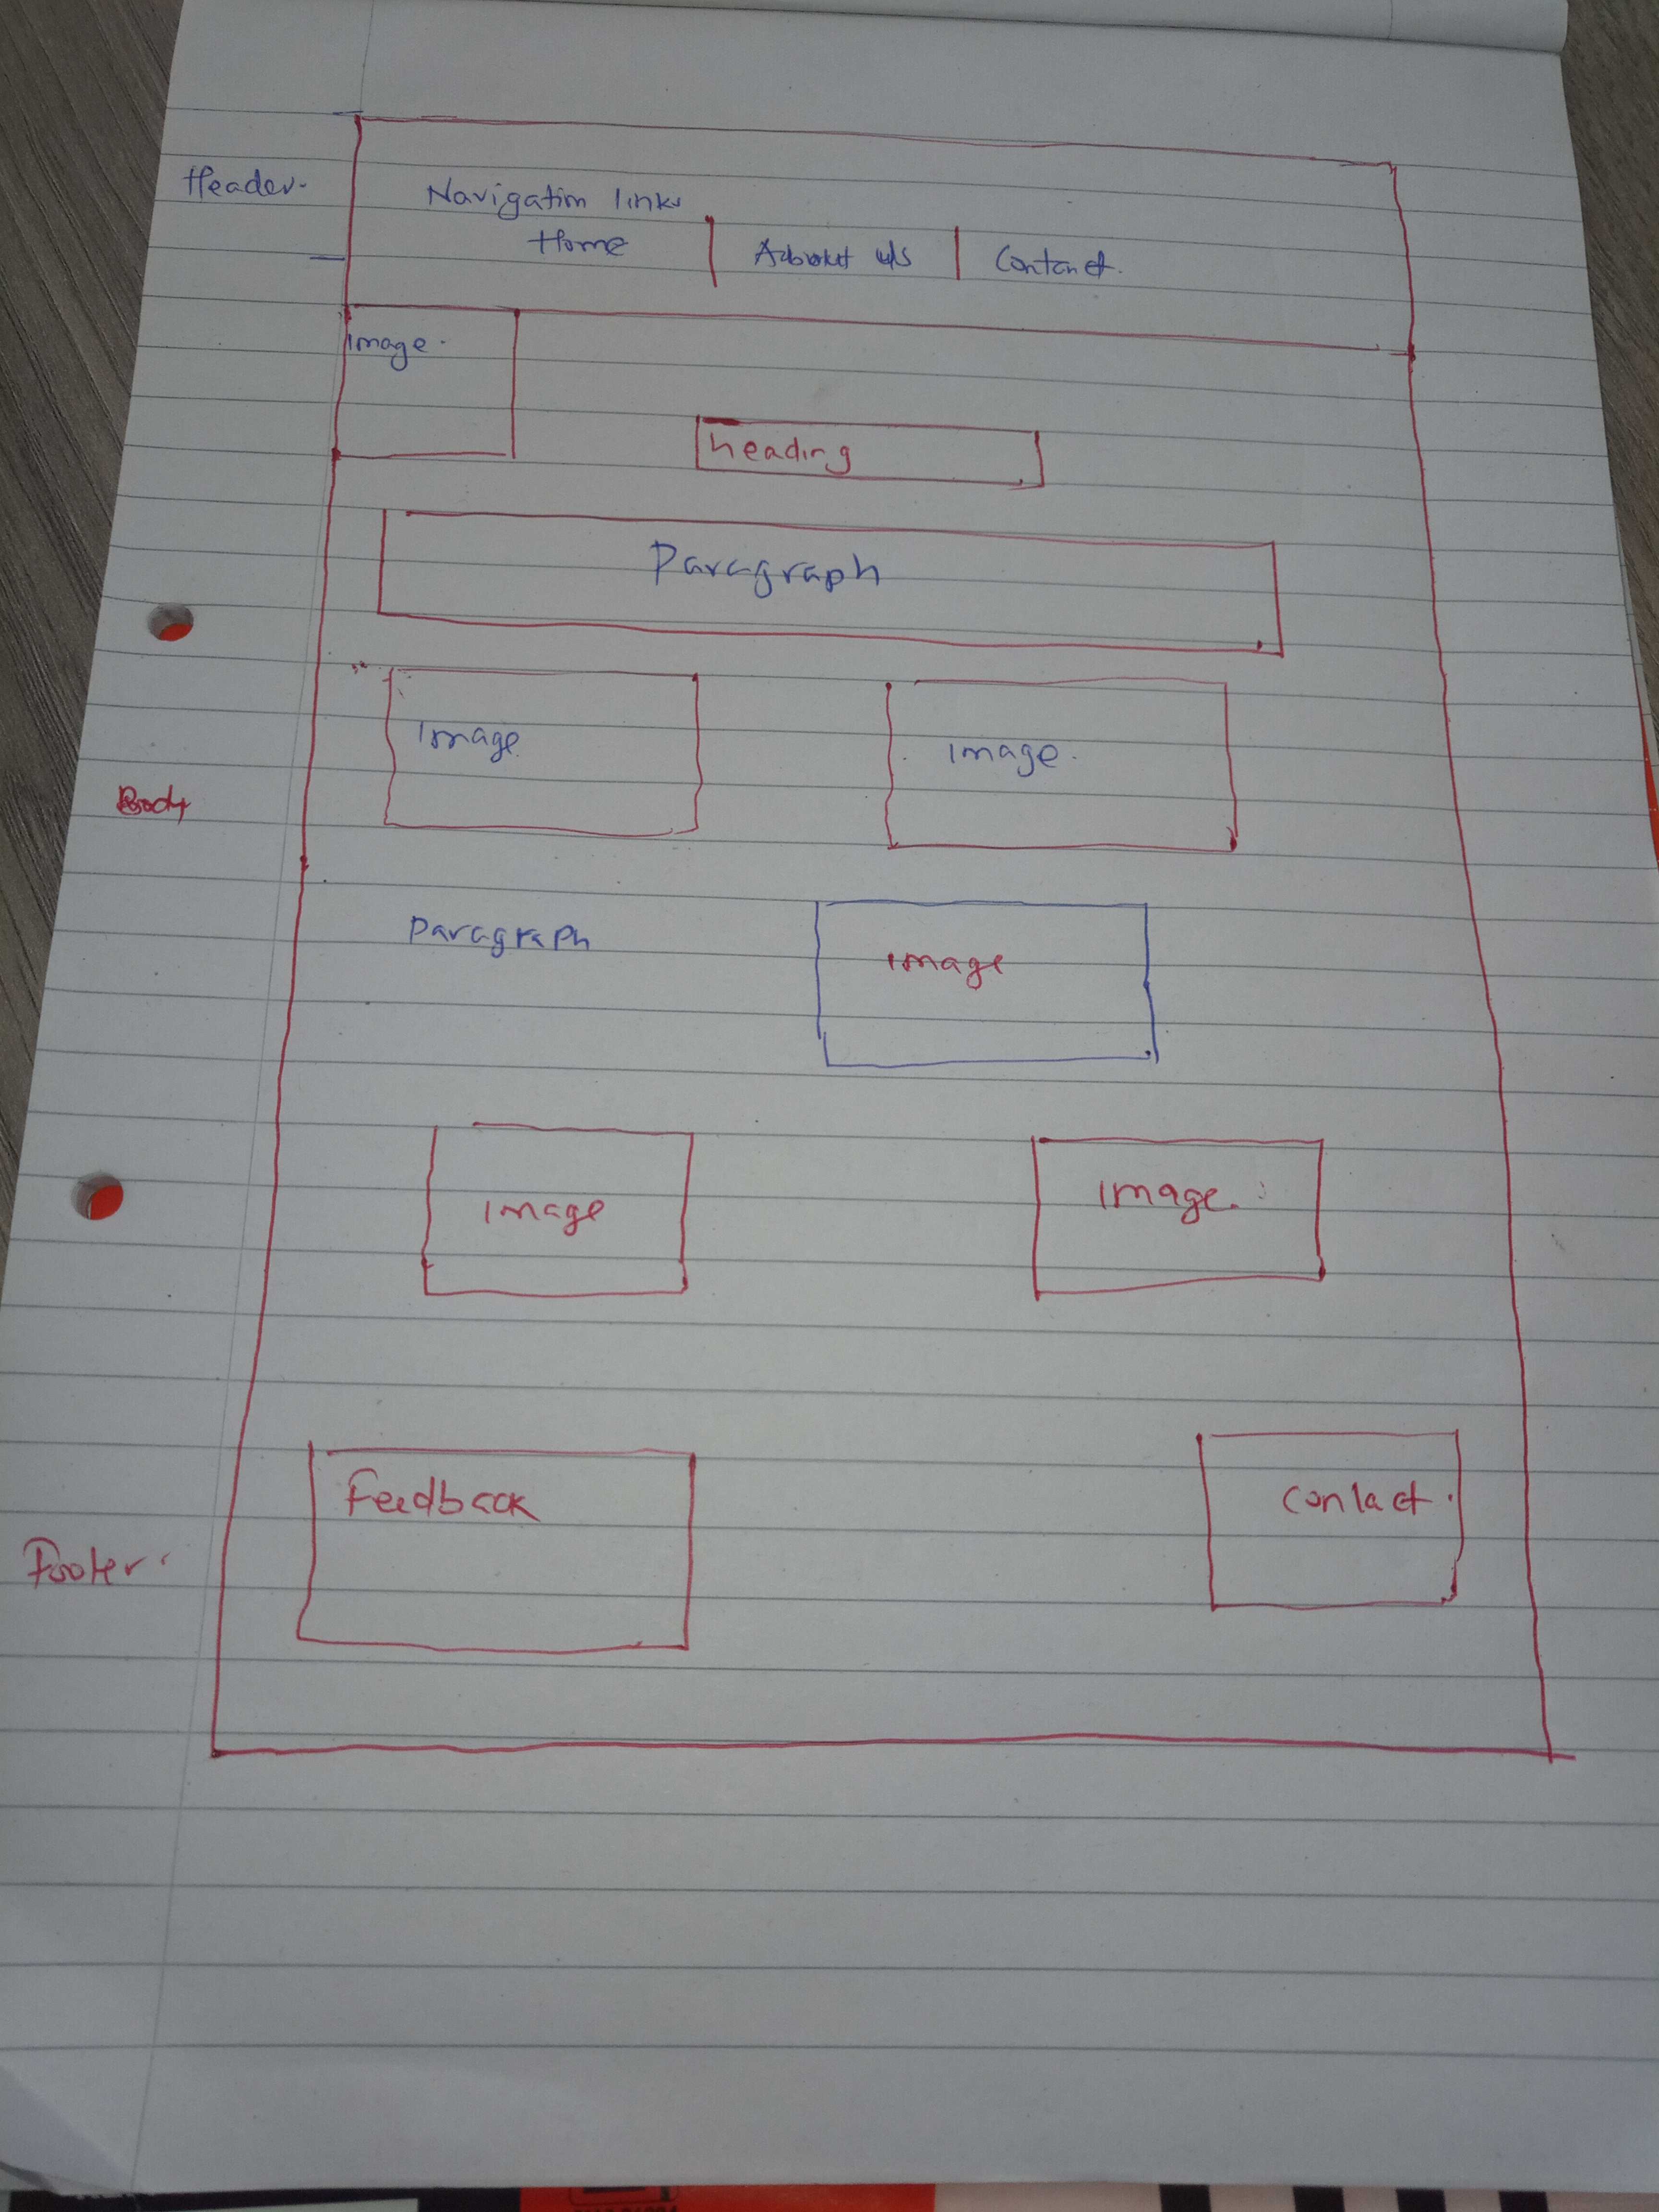 Header.
Navigation links
Home | About us | Contact.
Image.
heading
Paragraph
Image
Image.
Body
Paragraph
Image
Image
Image.
Feedback
Contact.
Footer.